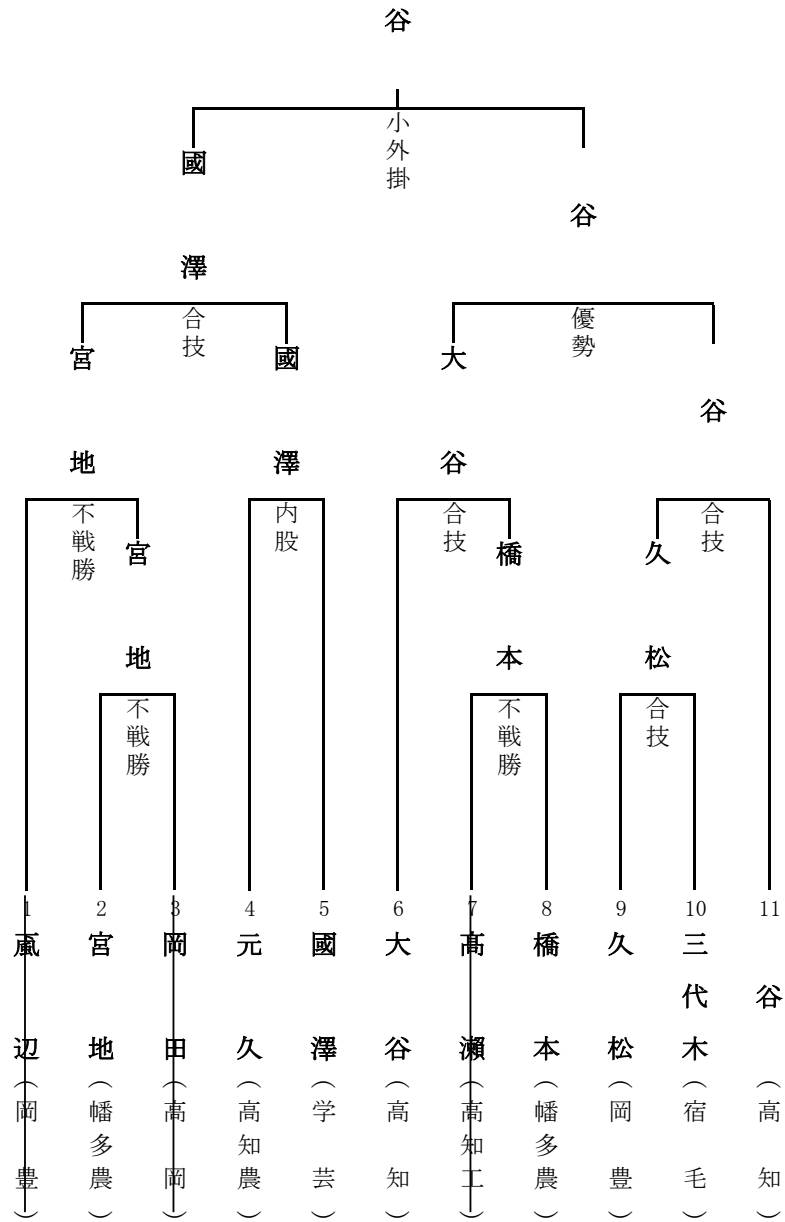 谷
小外掛
國澤
谷
合技
優勢
宮地
國澤
大谷
谷
不戦勝
内股
合技
合技
宮地
橋本
久松
不戦勝
不戦勝
合技
1
2
3
4
5
6
7
8
9
10
11
辺（岡豊）
宮地（幡多農）
岡田（高岡）
元久（高知農）
國澤（学芸）
大谷（高知）
髙瀨（高知工）
橋本（幡多農）
久松（岡豊）
三代木（宿毛）
谷（高知）